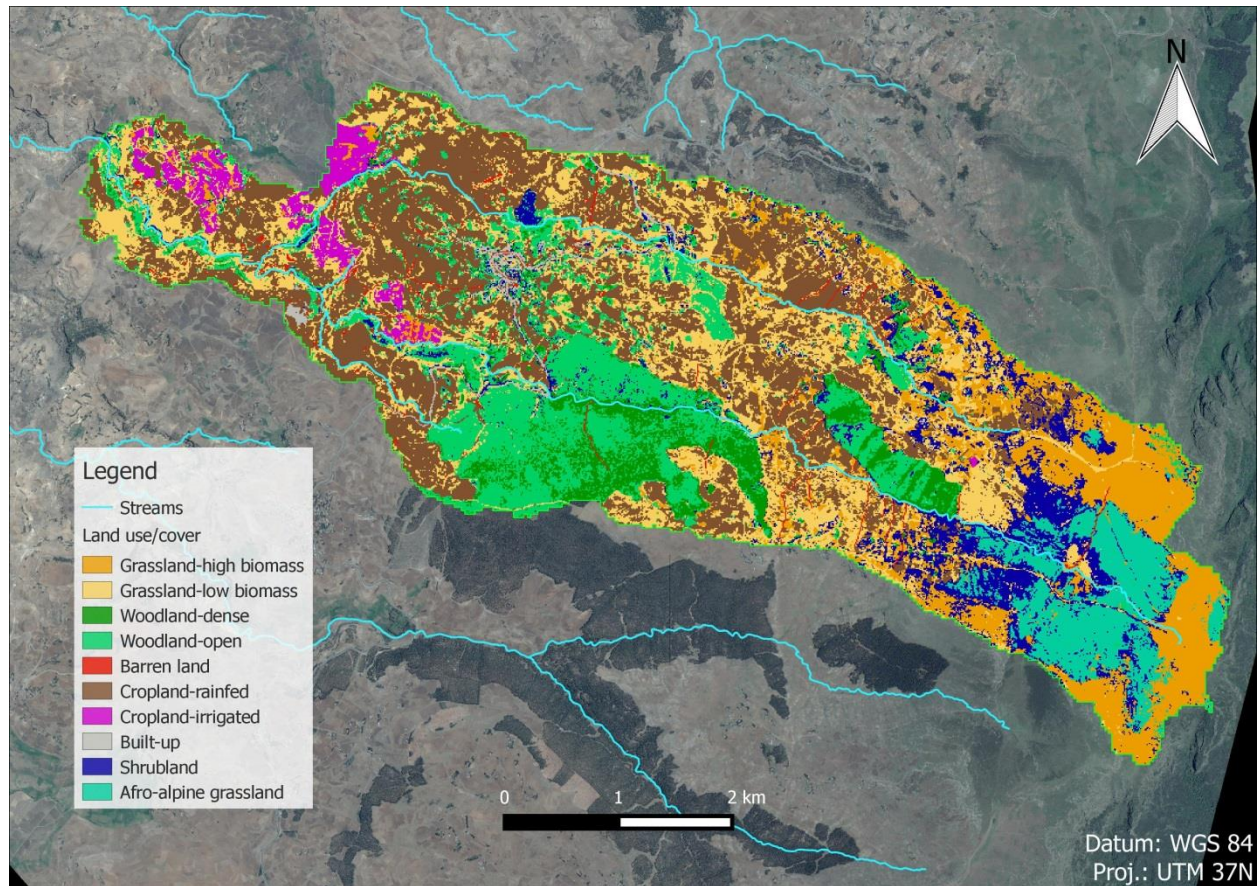 N
Legend
Streams
Land use/cover
Grassland-high biomass
Grassland-low biomass
Woodland-dense
Woodland-open
Barren land
Cropland-rainfed
Cropland-irrigated
Built-up
Shrubland
Afro-alpine grassland
0 1 2 km
Datum: WGS 84
Proj.: UTM 37N